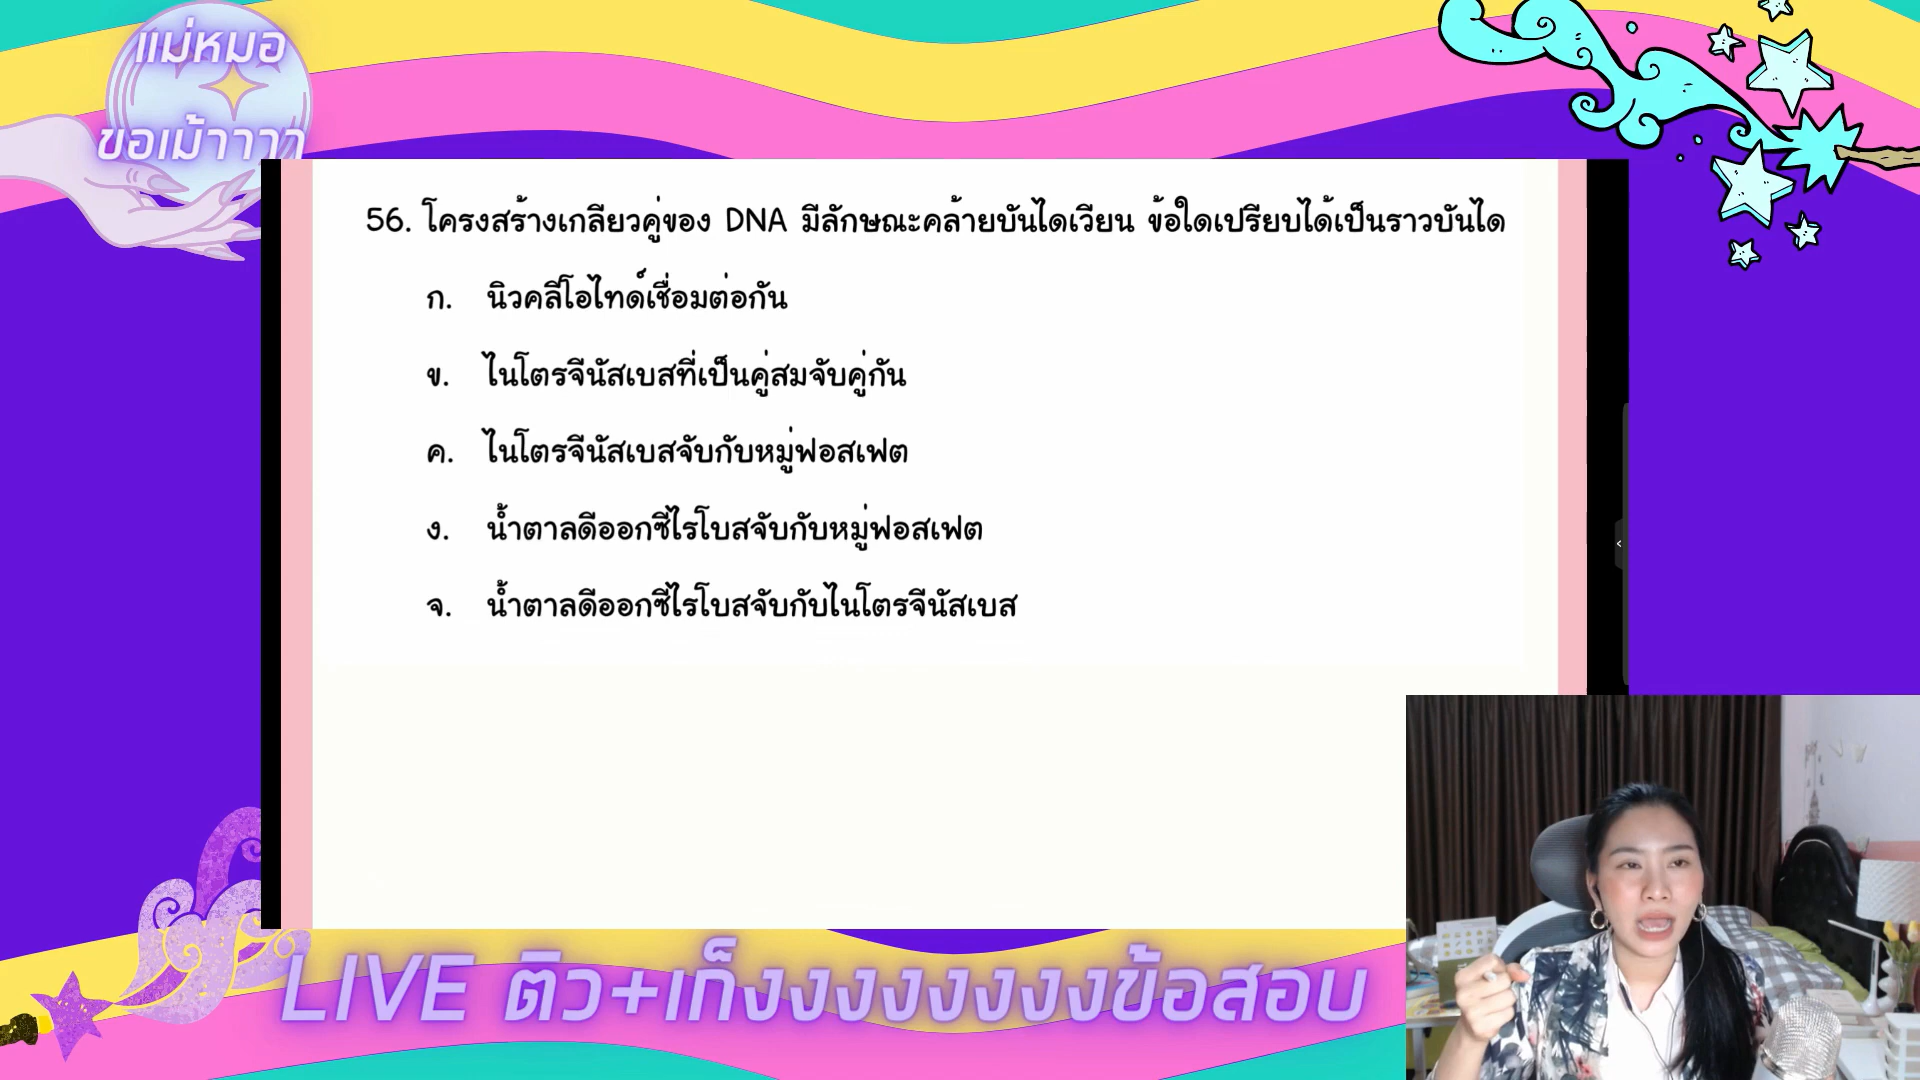 แม่หมอ
ขอเม้าาาา
56. โครงสร้างเกลียวคู่ของ DNA มีลักษณะคล้ายบันไดเวียน ข้อใดเปรียบได้เป็นราวบันได
ก. นิวคลีโอไทด์เชื่อมต่อกัน
ข. ไนโตรจีนัสเบสที่เป็นคู่สมจับคู่กัน
ค. ไนโตรจีนัสเบสจับกับหมู่ฟอสเฟต
ง. น้ำตาลดีออกซีไรโบสจับกับหมู่ฟอสเฟต
จ. น้ำตาลดีออกซีไรโบสจับกับไนโตรจีนัสเบส
LIVE ติว+เก็งงงงงงงงงข้อสอบ